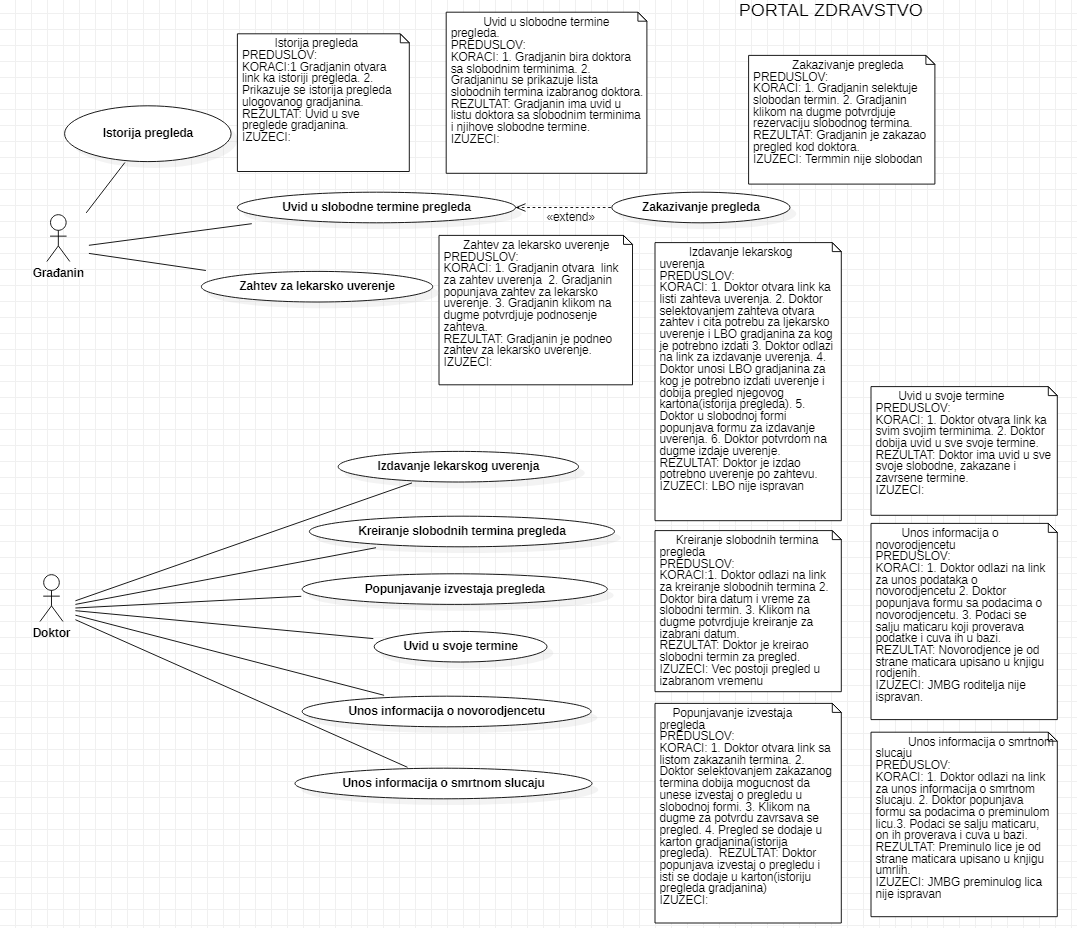 PORTAL ZDRAVSTVO
Istorija pregleda
PREDUSLOV:
KORACI:1 Gradjanin otvara
link ka istoriji pregleda. 2.
Prikazuje se istorija pregleda
ulogovanog gradjanina.
REZULTAT: Uvid u sve
preglede gradjanina.
IZUZECI:
Uvid u slobodne termine
pregleda.
PREDUSLOV:
KORACI: 1. Gradjanin bira doktora
sa slobodnim terminima. 2.
Gradjaninu se prikazuje lista
slobodnih termina izabranog doktora.
REZULTAT: Gradjanin ima uvid u
listu doktora sa slobodnim terminima
i njihove slobodne termine.
IZUZECI:
Zakazivanje pregleda
PREDUSLOV:
KORACI: 1. Gradjanin selektuje
slobodan termin. 2. Gradjanin
klikom na dugme potvrdjuje
rezervaciju slobodnog termina.
REZULTAT: Gradjanin je zakazao
pregled kod doktora.
IZUZECI: Termmin nije slobodan
Istorija pregleda
Uvid u slobodne termine pregleda
«extend»
Zakazivanje pregleda
Građanin
Zahtev za lekarsko uverenje
Zahtev za lekarsko uverenje
PREDUSLOV:
KORACI: 1. Gradjanin otvara  link
za zahtev uverenja  2. Gradjanin
popunjava zahtev za lekarsko
uverenje. 3. Gradjanin klikom na
dugme potvrdjuje podnosenje
zahteva.
REZULTAT: Gradjanin je podneo
zahtev za lekarsko uverenje.
IZUZECI:
Izdavanje lekarskog
uverenja
PREDUSLOV:
KORACI: 1. Doktor otvara link ka
listi zahteva uverenja. 2. Doktor
selektovanjem zahteva otvara
zahtev i cita potrebu za ljekarsko
uverenje i LBO gradjanina za kog
je potrebno izdati 3. Doktor odlazi
na link za izdavanje uverenja. 4.
Doktor unosi LBO gradjanina za
kog je potrebno izdati uverenje i
dobija pregled njegovog
kartona(istorija pregleda). 5.
Doktor u slobodnoj formi
popunjava formu za izdavanje
uverenja. 6. Doktor potvrdom na
dugme izdaje uverenje.
REZULTAT: Doktor je izdao
potrebno uverenje po zahtevu.
IZUZECI: LBO nije ispravan
Uvid u svoje termine
PREDUSLOV:
KORACI: 1. Doktor otvara link ka
svim svojim terminima. 2. Doktor
dobija uvid u sve svoje termine.
REZULTAT: Doktor ima uvid u sve
svoje slobodne, zakazane i
zavrsene termine.
IZUZECI:
Izdavanje lekarskog uverenja
Kreiranje slobodnih termina pregleda
Popunjavanje izvestaja pregleda
Doktor
Uvid u svoje termine
Unos informacija o novorodjencetu
Unos informacija o smrtnom slucaju
Kreiranje slobodnih termina
pregleda
PREDUSLOV:
KORACI:1. Doktor odlazi na link
za kreiranje slobodnih termina 2.
Doktor bira datum i vreme za
slobodni termin. 3. Klikom na
dugme potvrdjuje kreiranje za
izabrani datum.
REZULTAT: Doktor je kreirao
slobodni termin za pregled.
IZUZECI: Vec postoji pregled u
izabranom vremenu
Unos informacija o
novorodjencetu
PREDUSLOV:
KORACI: 1. Doktor odlazi na link
za unos podataka o
novorodjencetu 2. Doktor
popunjava formu sa podacima o
novorodjencetu. 3. Podaci se
salju maticaru koji proverava
podatke i cuva ih u bazi.
REZULTAT: Novorodjence je od
strane maticara upisano u knjigu
rodjenih.
IZUZECI: JMBG roditelja nije
ispravan.
Popunjavanje izvestaja
pregleda
PREDUSLOV:
KORACI: 1. Doktor otvara link sa
listom zakazanih termina. 2.
Doktor selektovanjem zakazanog
termina dobija mogucnost da
unese izvestaj o pregledu u
slobodnoj formi. 3. Klikom na
dugme za potvrdu zavrsava se
pregled. 4. Pregled se dodaje u
karton gradjanina(istorija
pregleda).  REZULTAT: Doktor
popunjava izvestaj o pregledu i
isti se dodaje u karton(istoriju
pregleda gradjanina)
IZUZECI:
Unos informacija o smrtnom
slucaju
PREDUSLOV:
KORACI: 1. Doktor odlazi na link
za unos informacija o smrtnom
slucaju. 2. Doktor popunjava
formu sa podacima o preminulom
licu.3. Podaci se salju maticaru,
on ih proverava i cuva u bazi.
REZULTAT: Preminulo lice je od
strane maticara upisano u knjigu
umrlih.
IZUZECI: JMBG preminulog lica
nije ispravan